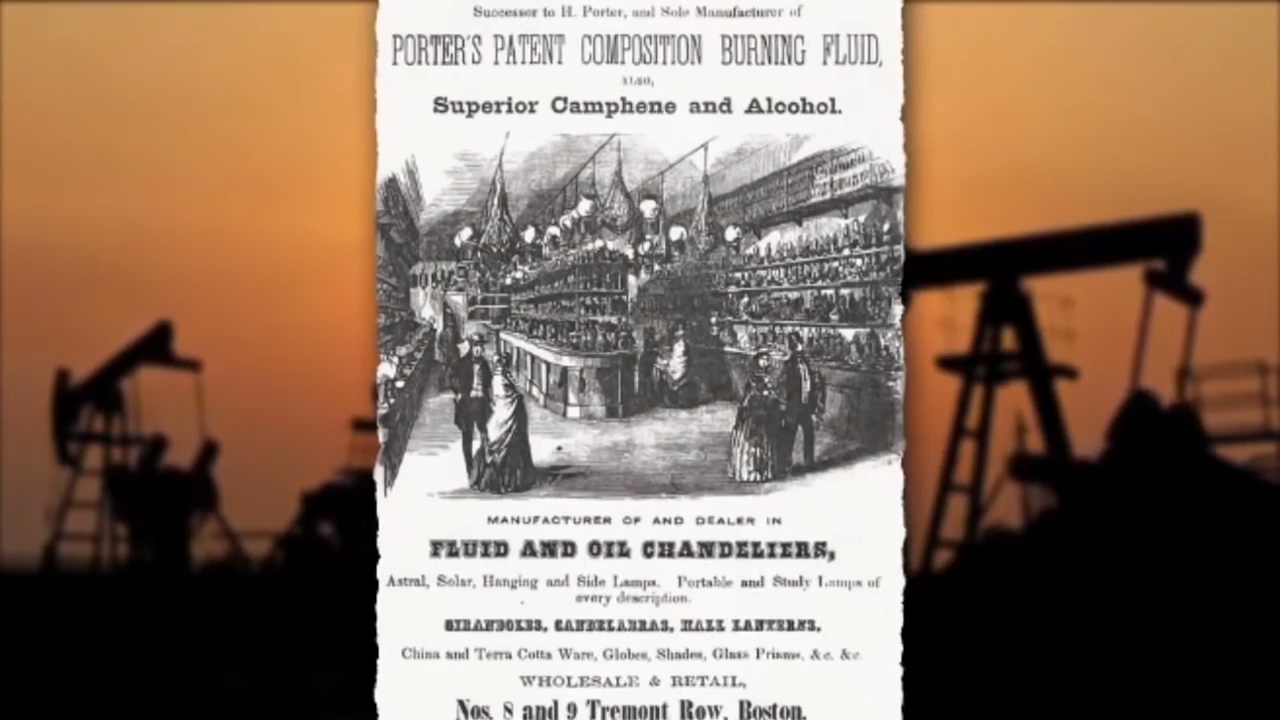 Successor to H. Porter, and Sole Manufacturer of
PORTER'S PATENT COMPOSITION BURNING FLUID,
ALSO,
Superior Camphene and Alcohol.
MANUFACTURER OF AND DEALER IN
FLUID AND OIL CHANDELIERS,
Astral, Solar, Hanging and Side Lamps. Portable and Study Lamps of
every description.
GIRANDOLES, CANDELABRAS, HALL LANTERNS,
China and Terra Cotta Ware, Globes, Shades, Glass Prisms, &c. &c.
WHOLESALE & RETAIL,
Nos. 8 and 9 Tremont Row, Boston.